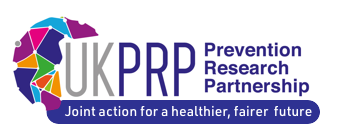 UKPRP
Prevention
Research
Partnership
Joint action for a healthier, fairer future